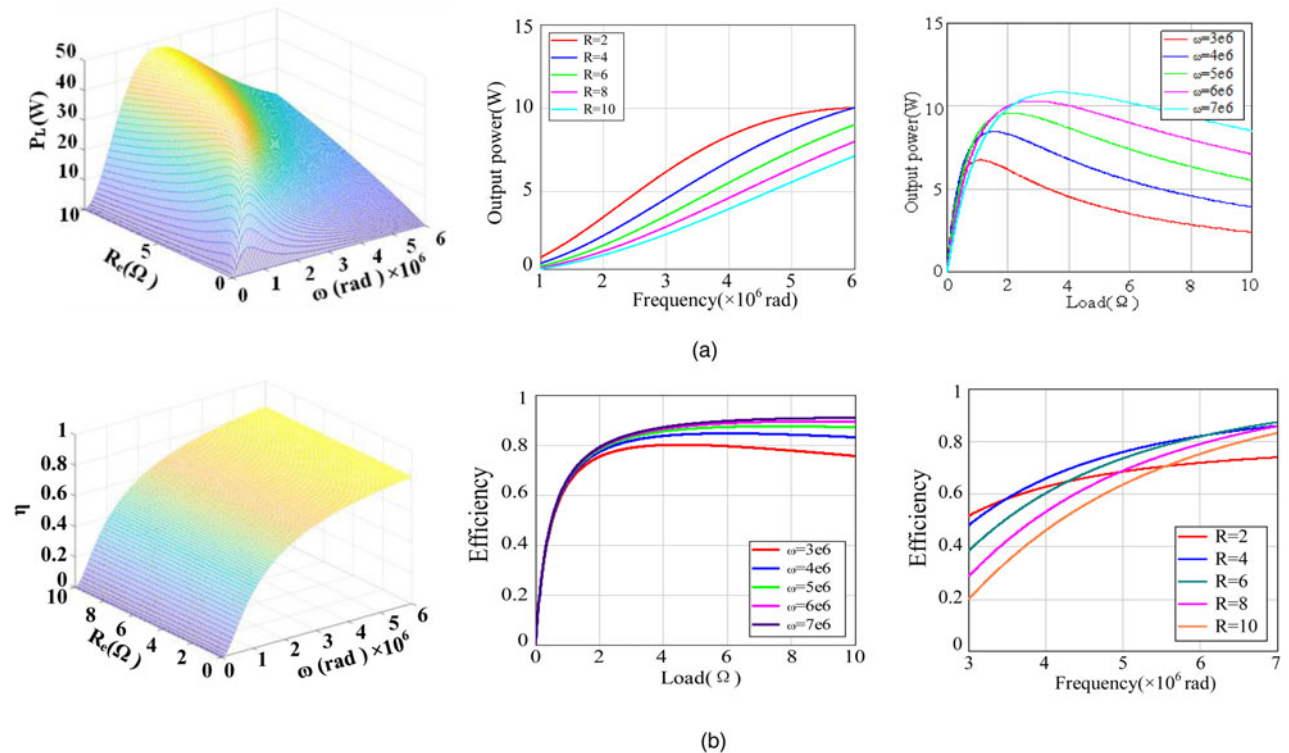 50
40
30
20
10
0
P_L(W)
10
5
0
R_e(Ω)
0
1
2
3
4
5
6
ω (rad ) ×10^6
15
10
5
0
Output power(W)
R=2
R=4
R=6
R=8
R=10
1
2
3
4
5
6
Frequency(×10^6 rad)
15
10
5
0
Output power(W)
ω=3e6
ω=4e6
ω=5e6
ω=6e6
ω=7e6
0
2
4
6
8
10
Load(Ω)
(a)
1
0.8
0.6
0.4
0.2
0
η
10
8
6
4
2
0
R_e(Ω)
0
1
2
3
4
5
6
ω (rad ) ×10^6
1
0.8
0.6
0.4
0.2
0
Efficiency
ω=3e6
ω=4e6
ω=5e6
ω=6e6
ω=7e6
0
2
4
6
8
10
Load( Ω )
1
0.8
0.6
0.4
0.2
0
Efficiency
R=2
R=4
R=6
R=8
R=10
3
4
5
6
7
Frequency(×10^6 rad)
(b)